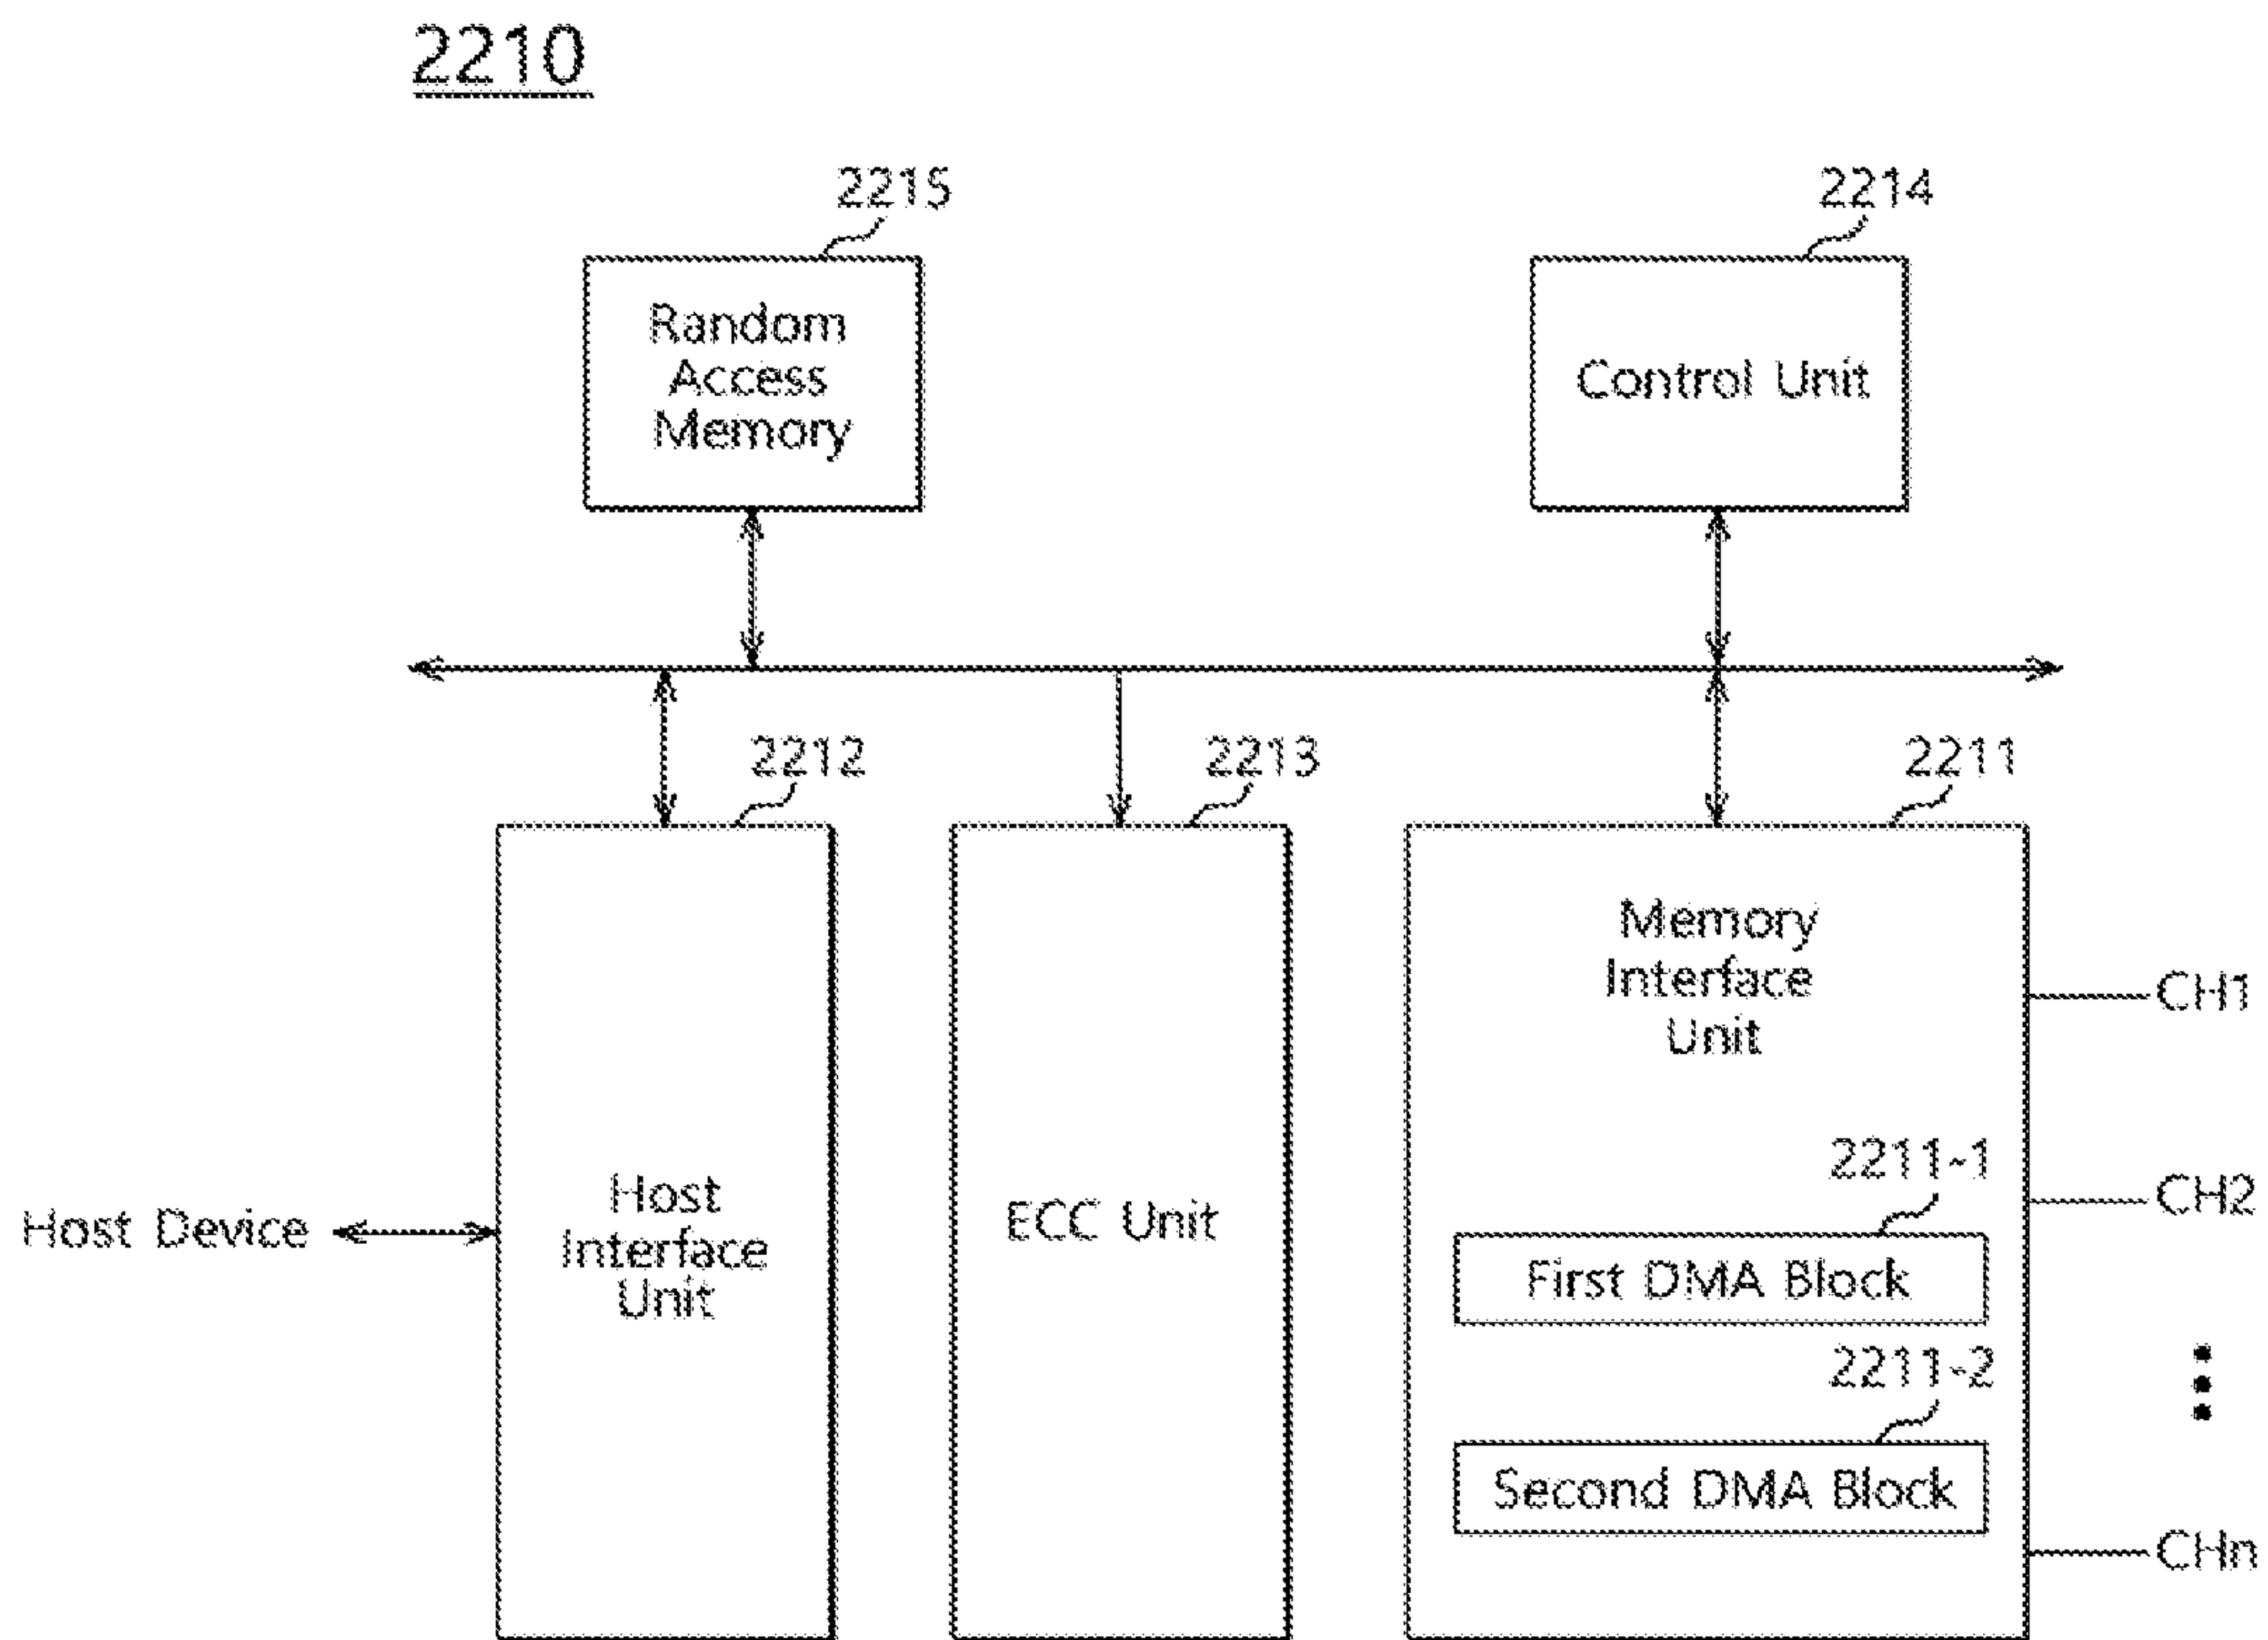 2210
2215
2214
Random
Access
Memory
Control Unit
2212
2213
2211
Memory
Interface
Unit
CH1
2211-1
CH2
Host
Interface
Unit
ECC Unit
Host Device
First DMA Block
2211-2
Second DMA Block
CHn